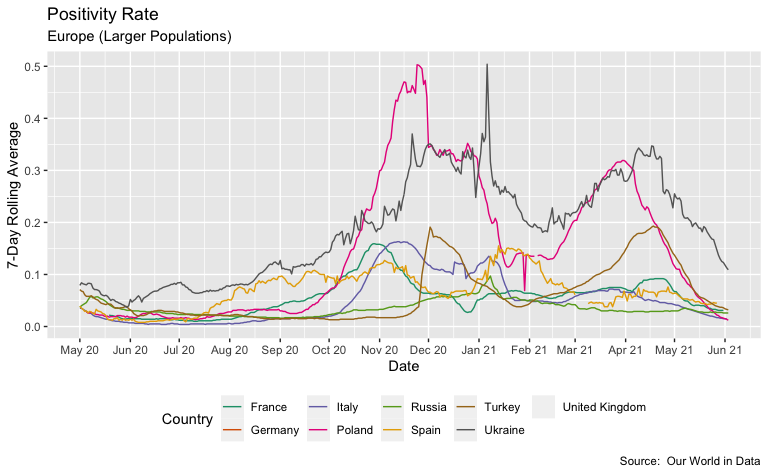 Positivity Rate
Europe (Larger Populations)
7-Day Rolling Average
0.5
0.4
0.3
0.2
0.1
0.0
May 20 Jun 20 Jul 20 Aug 20 Sep 20 Oct 20 Nov 20 Dec 20 Jan 21 Feb 21 Mar 21 Apr 21 May 21 Jun 21
Date
Country
France Italy Russia Turkey United Kingdom
Germany Poland Spain Ukraine
Source: Our World in Data